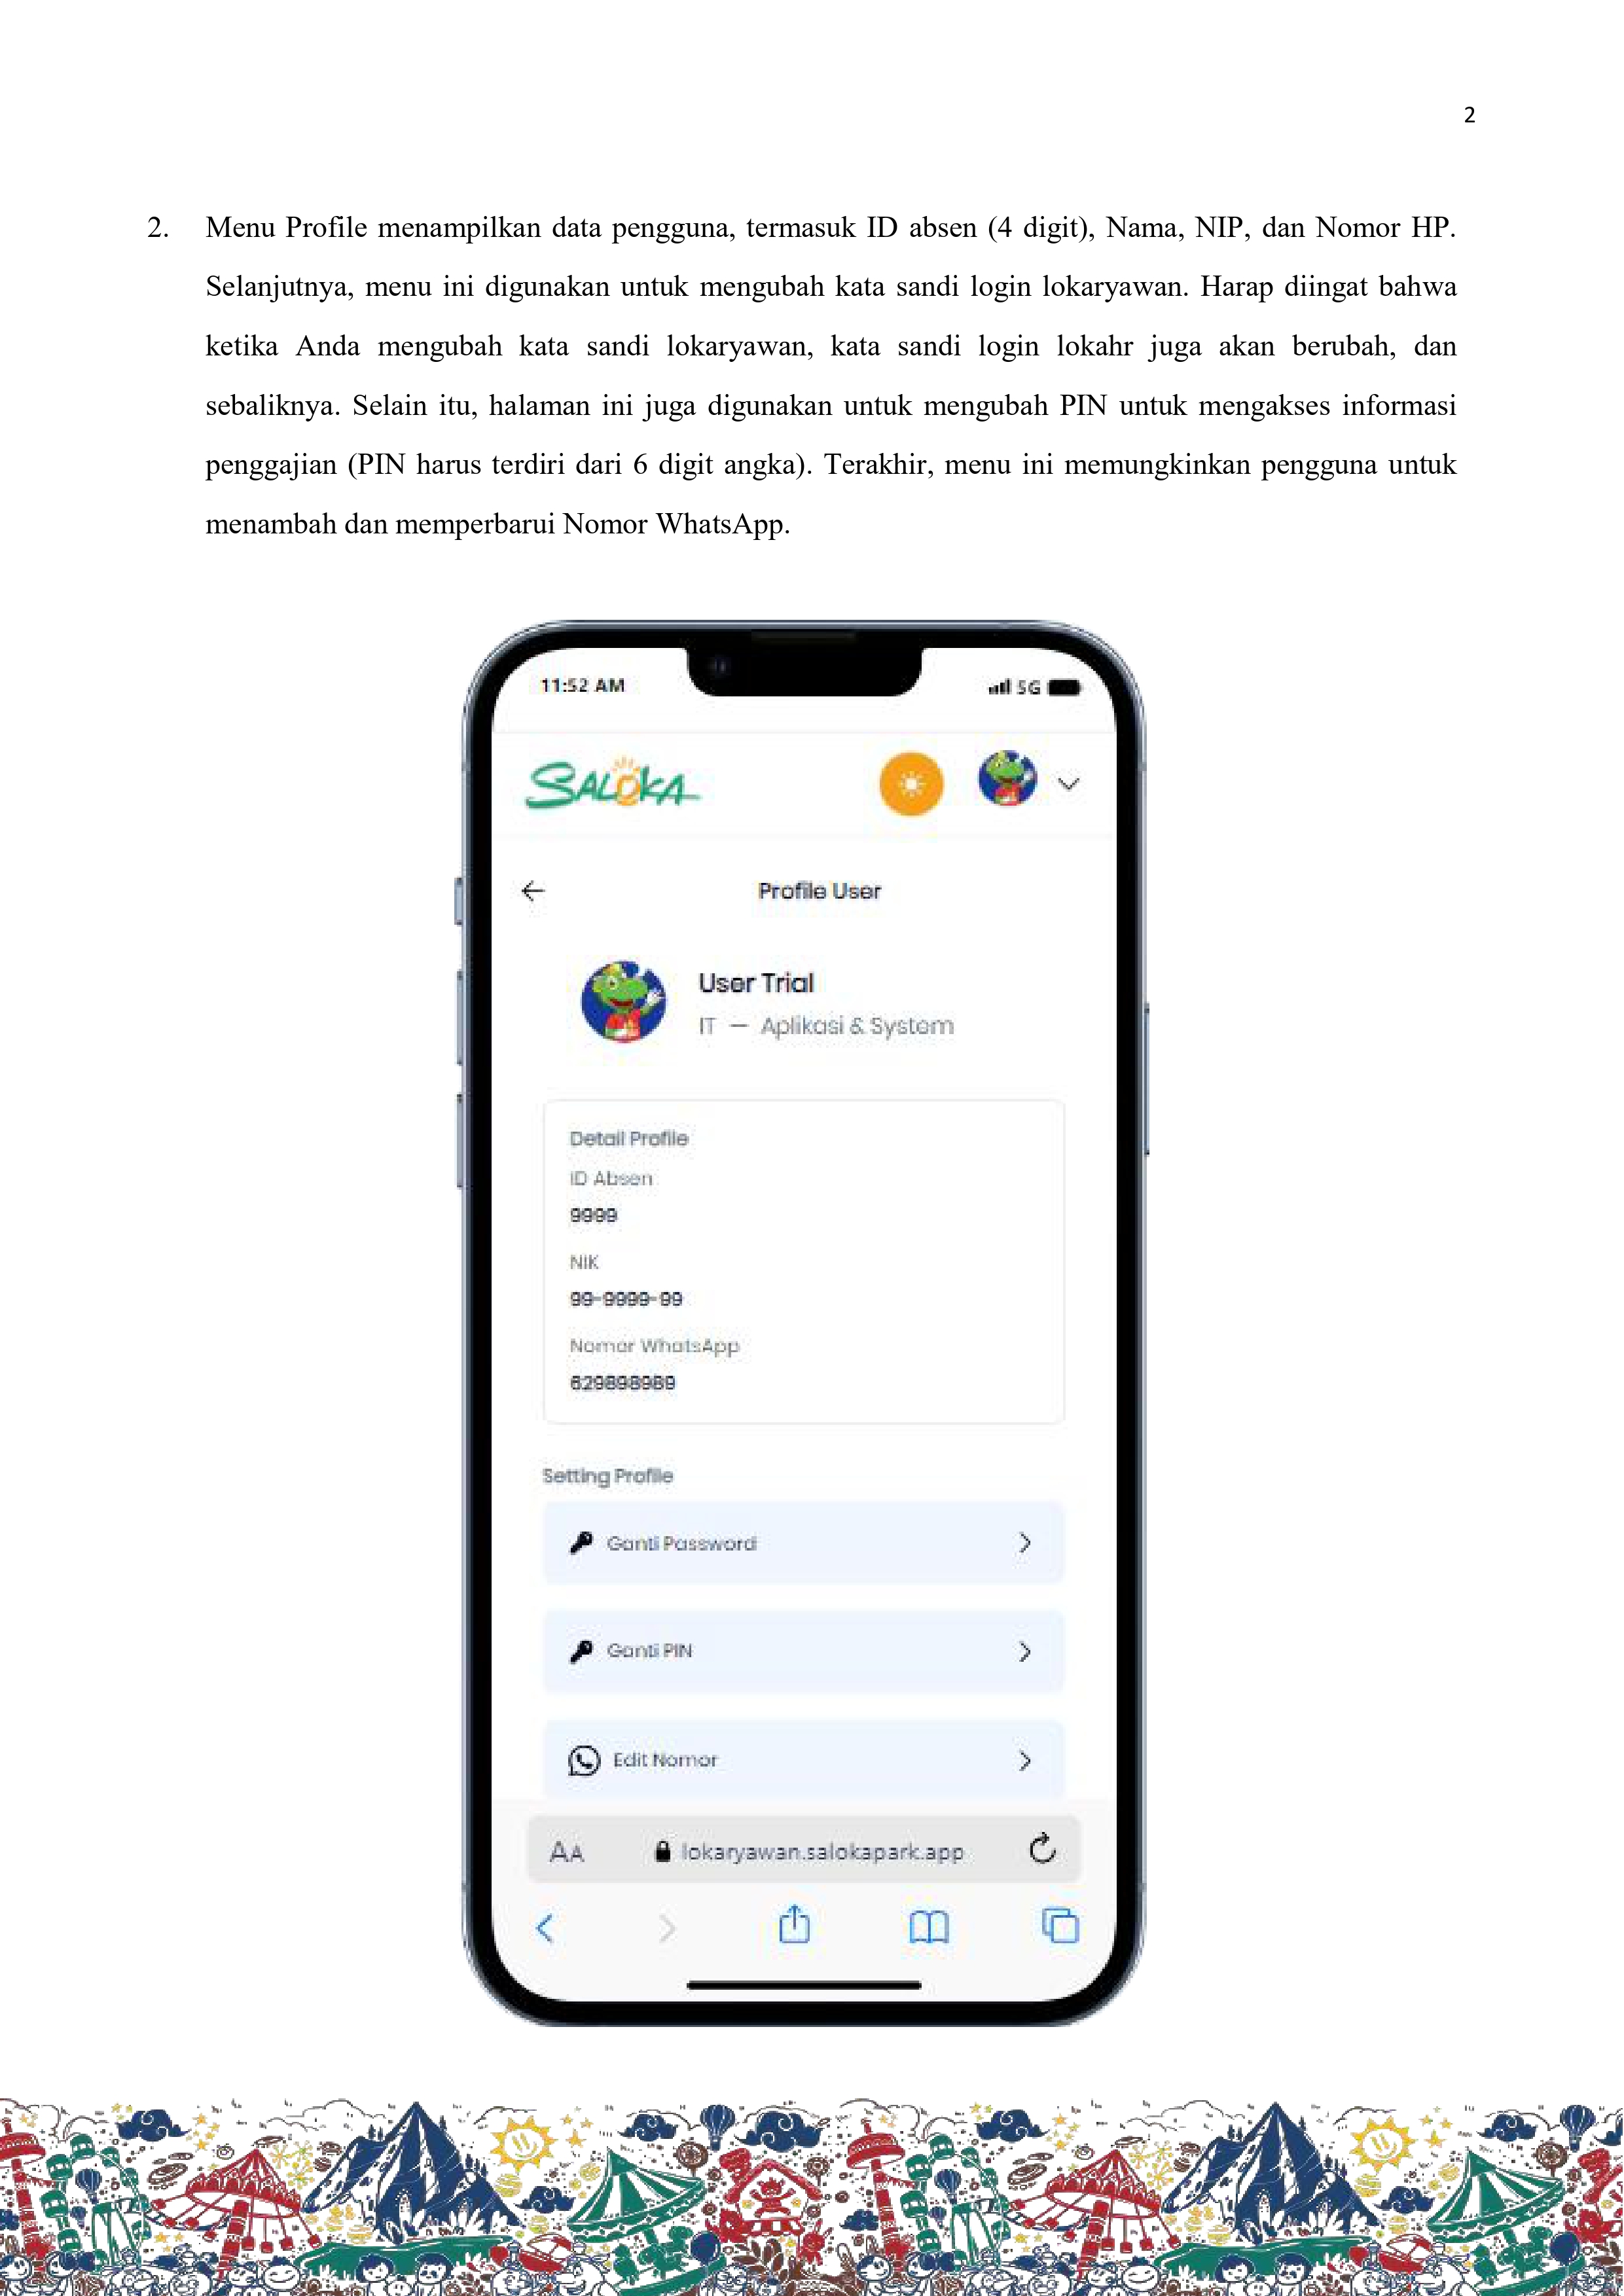 2
2. Menu Profile menampilkan data pengguna, termasuk ID absen (4 digit), Nama, NIP, dan Nomor HP.
Selanjutnya, menu ini digunakan untuk mengubah kata sandi login lokaryawan. Harap diingat bahwa
ketika Anda mengubah kata sandi lokaryawan, kata sandi login lokahr juga akan berubah, dan
sebaliknya. Selain itu, halaman ini juga digunakan untuk mengubah PIN untuk mengakses informasi
penggajian (PIN harus terdiri dari 6 digit angka). Terakhir, menu ini memungkinkan pengguna untuk
menambah dan memperbarui Nomor WhatsApp.
11:52 AM
5G
SALOKA
Profile User
User Trial
IT — Aplikasi & System
Detail Profile
ID Absen
9999
NIK
99-9999-99
Nomor WhatsApp
629898989
Setting Profile
Ganti Password
Ganti PIN
Edit Nomor
AA lokaryawan.salokapark.app